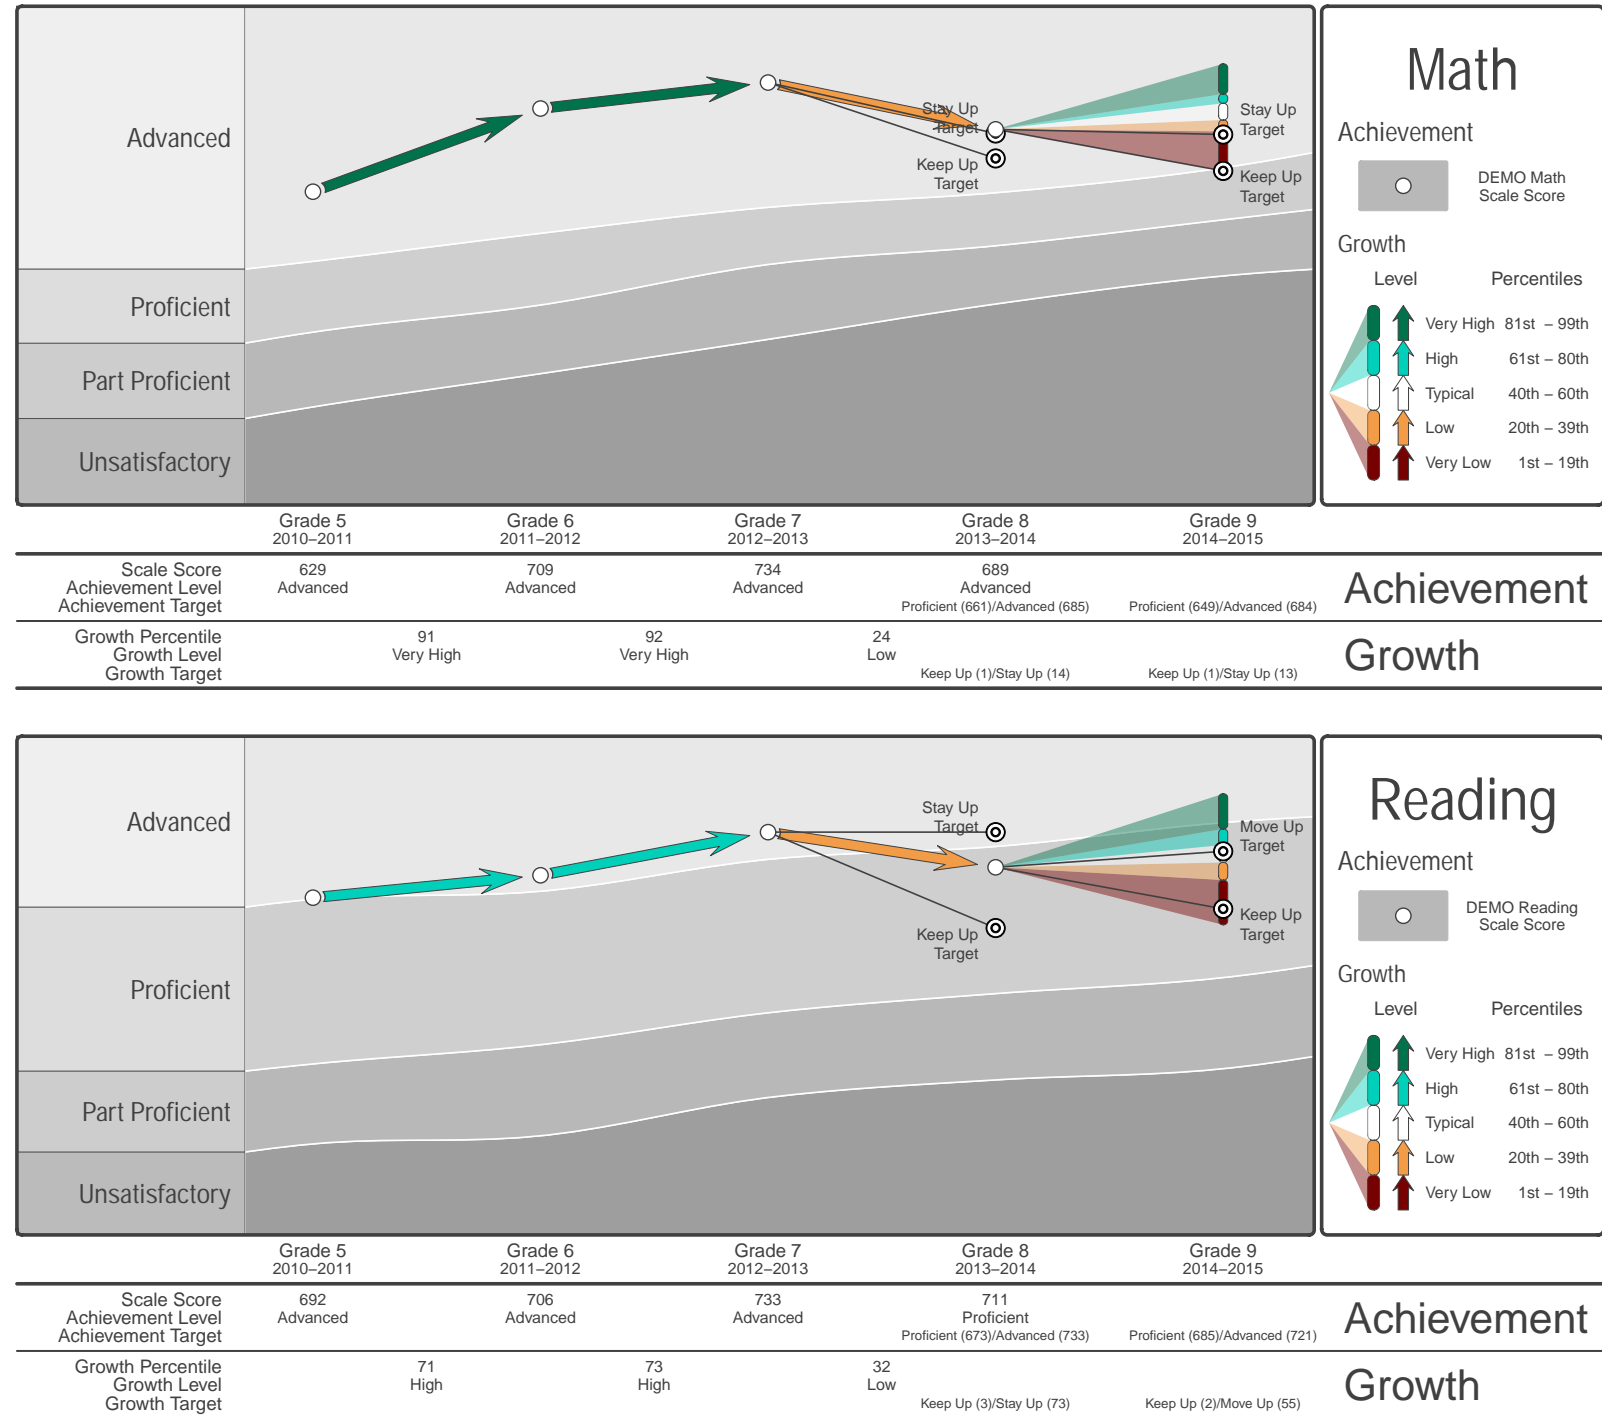 Advanced
Proficient
Part Proficient
Unsatisfactory
Stay Up
Target
Keep Up
Target
Stay Up
Target
Keep Up
Target
Math
Achievement
DEMO Math
Scale Score
Growth
Level Percentiles
Very High 81st – 99th
High 61st – 80th
Typical 40th – 60th
Low 20th – 39th
Very Low 1st – 19th
Grade 5 Grade 6 Grade 7 Grade 8 Grade 9
2010–2011 2011–2012 2012–2013 2013–2014 2014–2015
Scale Score 629 709 734 689
Achievement Level Advanced Advanced Advanced Advanced
Achievement Target Proficient (661)/Advanced (685) Proficient (649)/Advanced (684)
Achievement
Growth Percentile 91 92 24
Growth Level Very High Very High Low
Growth Target Keep Up (1)/Stay Up (14) Keep Up (1)/Stay Up (13)
Growth
Advanced
Proficient
Part Proficient
Unsatisfactory
Stay Up
Target
Keep Up
Target
Move Up
Target
Keep Up
Target
Reading
Achievement
DEMO Reading
Scale Score
Growth
Level Percentiles
Very High 81st – 99th
High 61st – 80th
Typical 40th – 60th
Low 20th – 39th
Very Low 1st – 19th
Grade 5 Grade 6 Grade 7 Grade 8 Grade 9
2010–2011 2011–2012 2012–2013 2013–2014 2014–2015
Scale Score 692 706 733 711
Achievement Level Advanced Advanced Advanced Proficient
Achievement Target Proficient (673)/Advanced (733) Proficient (685)/Advanced (721)
Achievement
Growth Percentile 71 73 32
Growth Level High High Low
Growth Target Keep Up (3)/Stay Up (73) Keep Up (2)/Move Up (55)
Growth